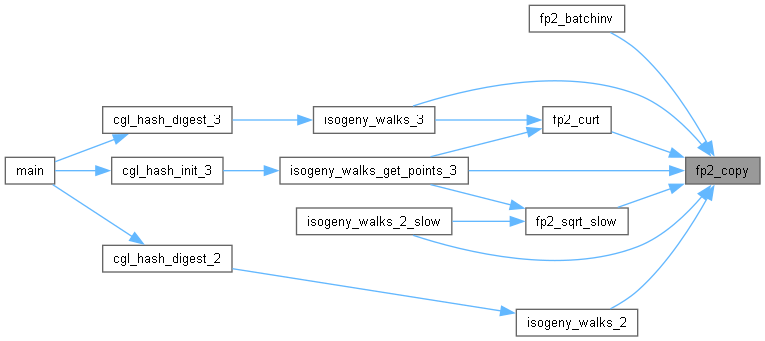 fp2_batchinv
cgl_hash_digest_3
isogeny_walks_3
fp2_curt
main
cgl_hash_init_3
isogeny_walks_get_points_3
fp2_copy
isogeny_walks_2_slow
fp2_sqrt_slow
cgl_hash_digest_2
isogeny_walks_2